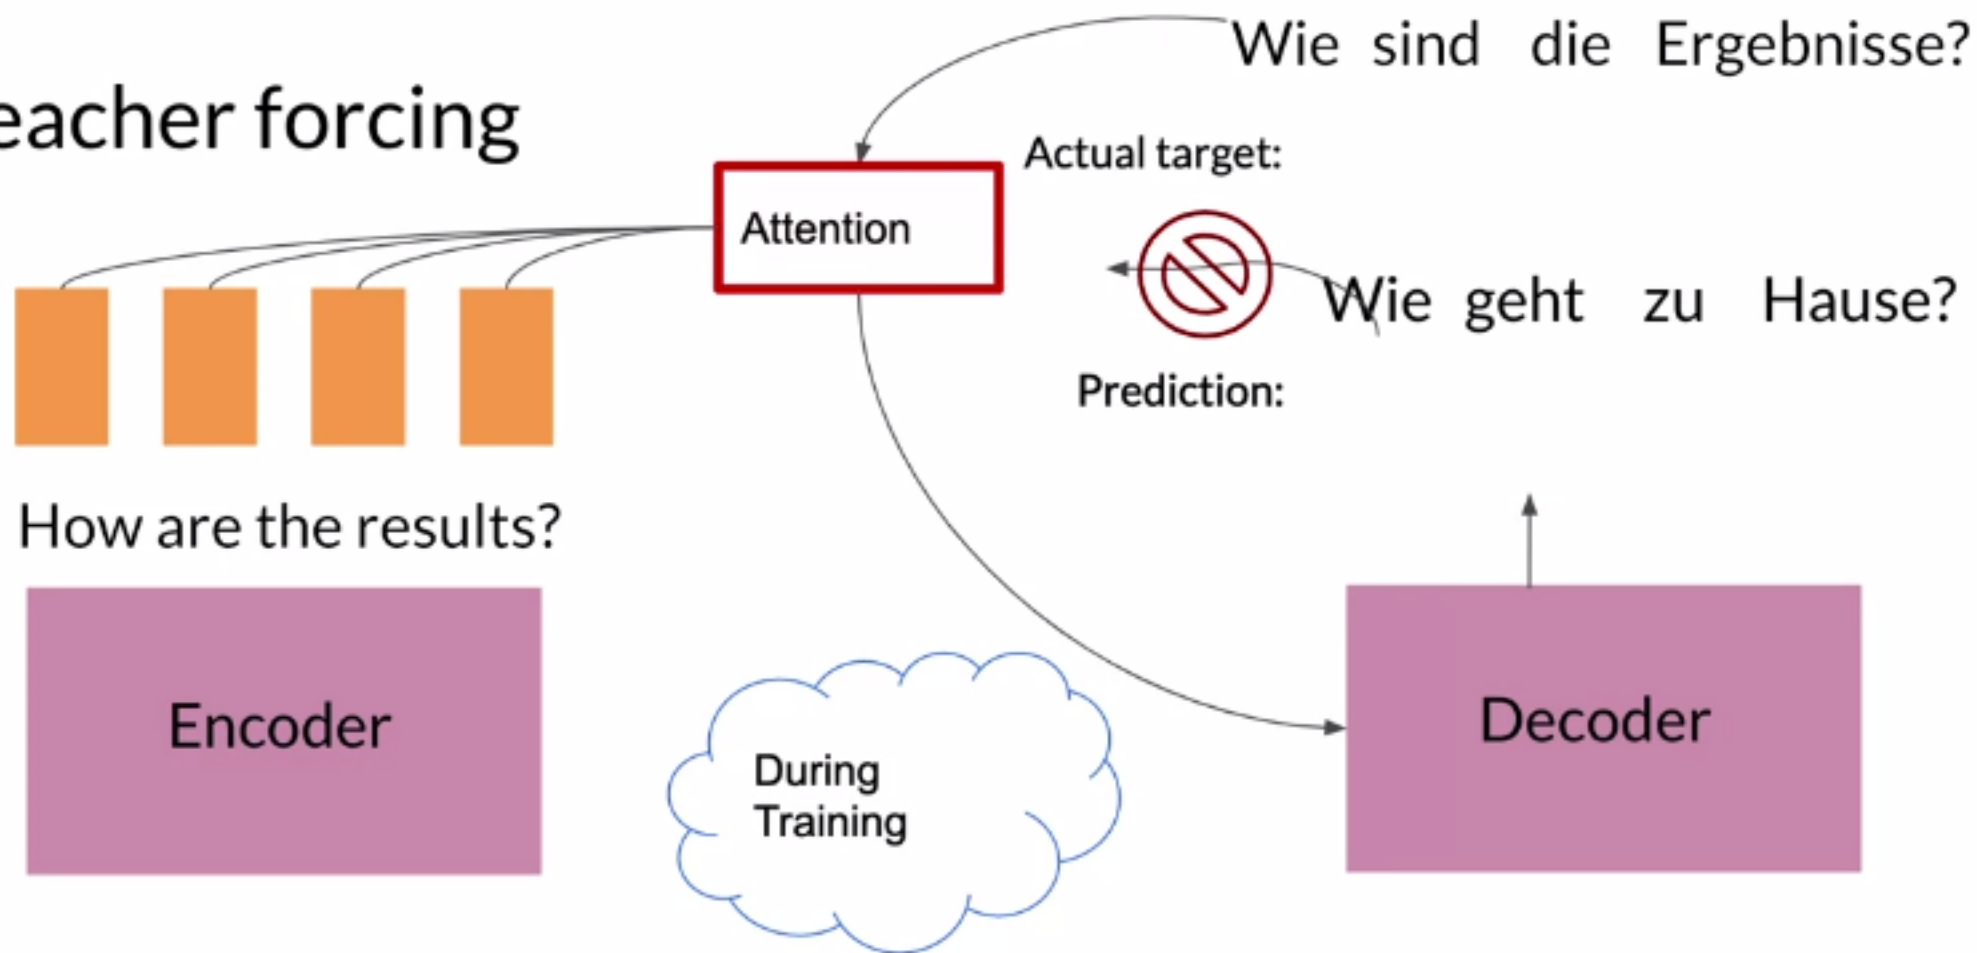 Wie sind die Ergebnisse?
eacher forcing
Actual target:
Attention
Wie geht zu Hause?
Prediction:
How are the results?
Encoder
Decoder
During
Training